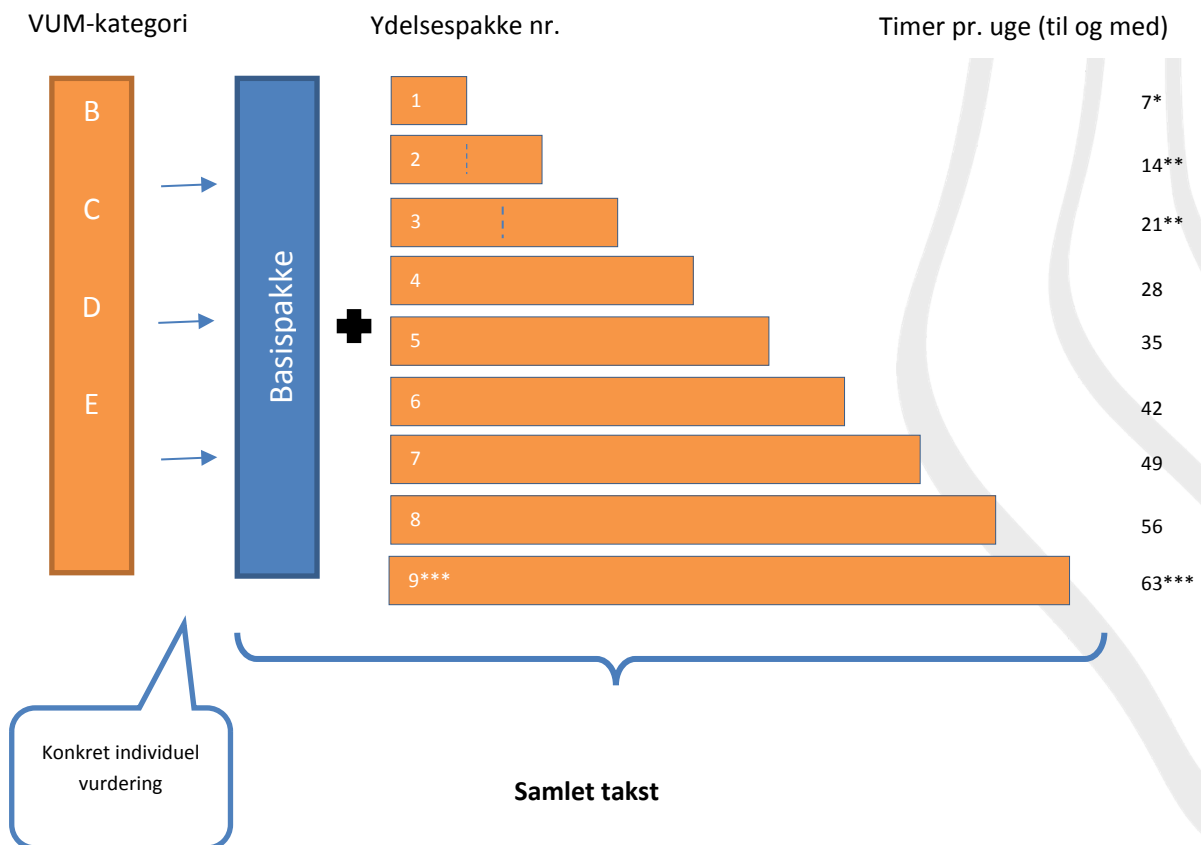 VUM-kategori
Ydelsespakke nr.
Timer pr. uge (til og med)
B
C
D
E
Basispakke
1
7*
2
14**
3
21**
4
28
5
35
6
42
7
49
8
56
9***
63***
Konkret individuel
vurdering
Samlet takst